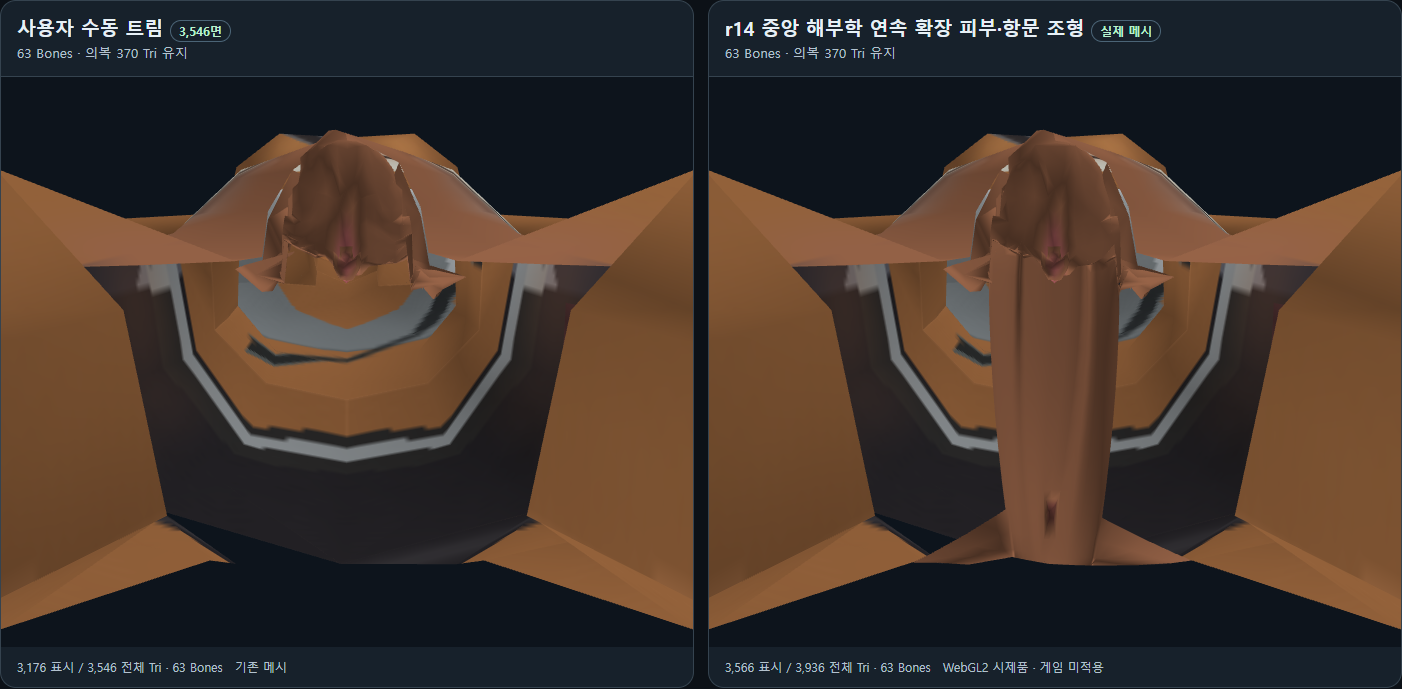 사용자 수동 트림 3,546면
63 Bones · 의복 370 Tri 유지
r14 중앙 해부학 연속 확장 피부·항문 조형 실제 메시
63 Bones · 의복 370 Tri 유지
3,176 표시 / 3,546 전체 Tri · 63 Bones 기존 메시
3,566 표시 / 3,936 전체 Tri · 63 Bones WebGL2 시제품 · 게임 미적용